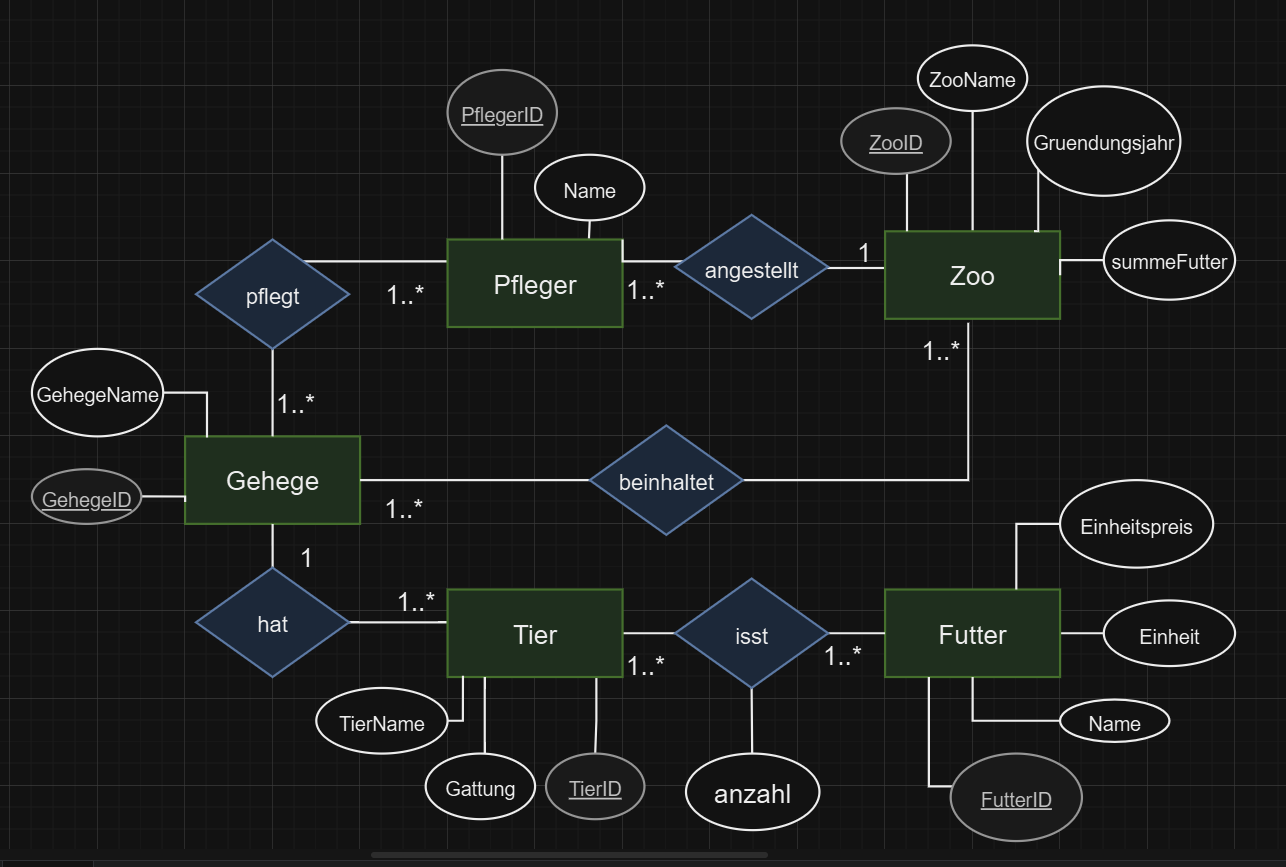 ZooName
PflegerID
ZooID
Gruendungsjahr
Name
1
summeFutter
pflegt
1..*
Pfleger
1..*
angestellt
Zoo
1..*
GehegeName
1..*
Gehege
beinhaltet
GehegeID
1..*
Einheitspreis
1
1..*
hat
Tier
1..*
isst
1..*
Futter
Einheit
TierName
Name
Gattung
TierID
anzahl
FutterID